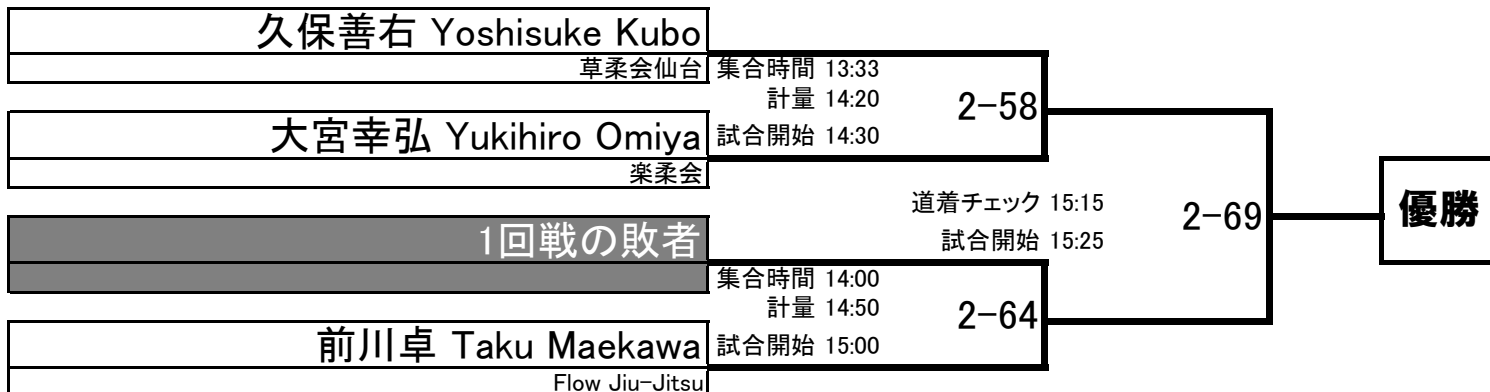 久保善右 Yoshisuke Kubo
草柔会仙台
集合時間 13:33
計量 14:20
2-58
大宮幸弘 Yukihiro Omiya
試合開始 14:30
楽柔会
道着チェック 15:15
2-69
優勝
1回戦の敗者
試合開始 15:25
集合時間 14:00
計量 14:50
2-64
前川卓 Taku Maekawa
試合開始 15:00
Flow Jiu-Jitsu